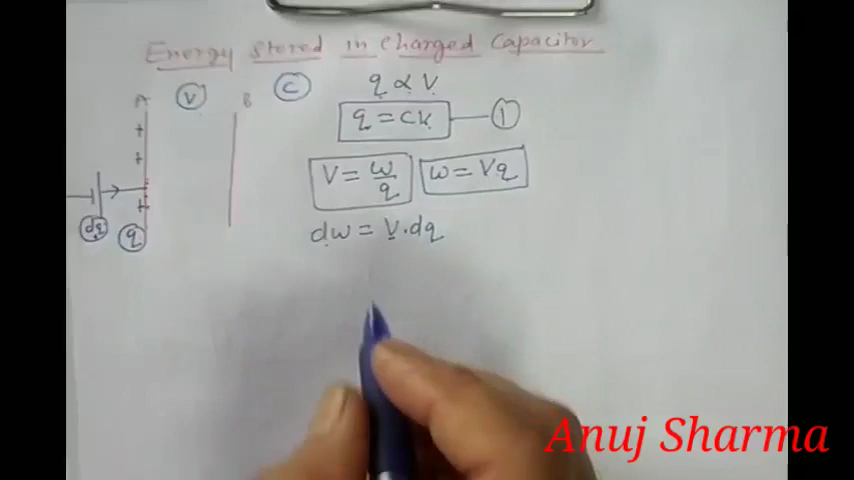 Energy stored in charged capacitor
A V B C q ∝ V
q = CV — 1
V = w/q w = Vq
dq q dw = V.dq
Anuj Sharma